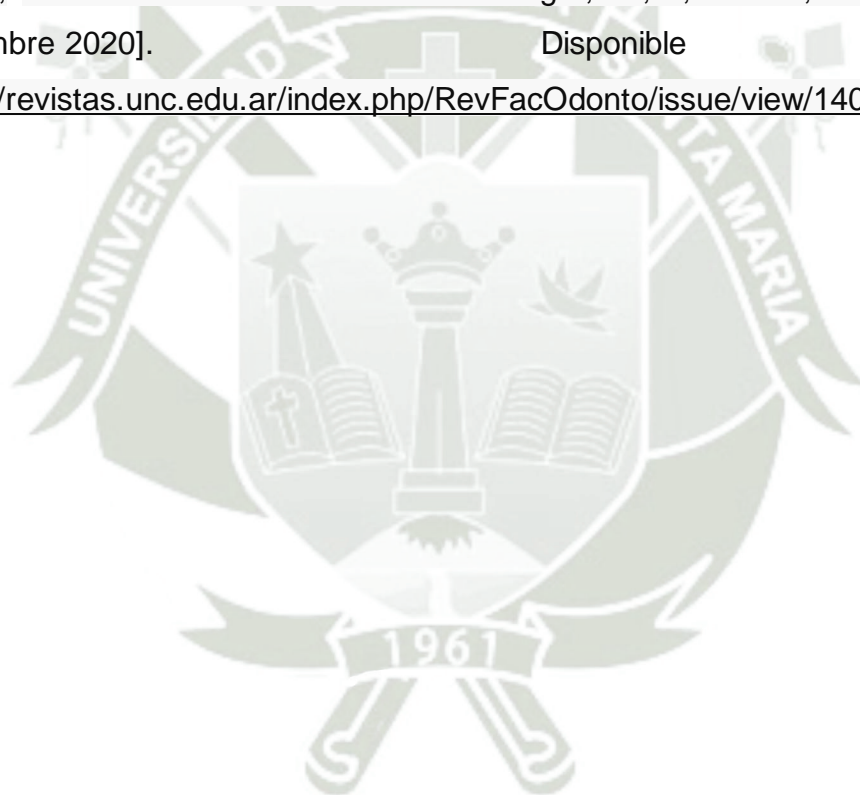 mbre 2020]. Disponible
/revistas.unc.edu.ar/index.php/RevFacOdonto/issue/view/140
UNIVERSIDAD SANTA MARIA
1961